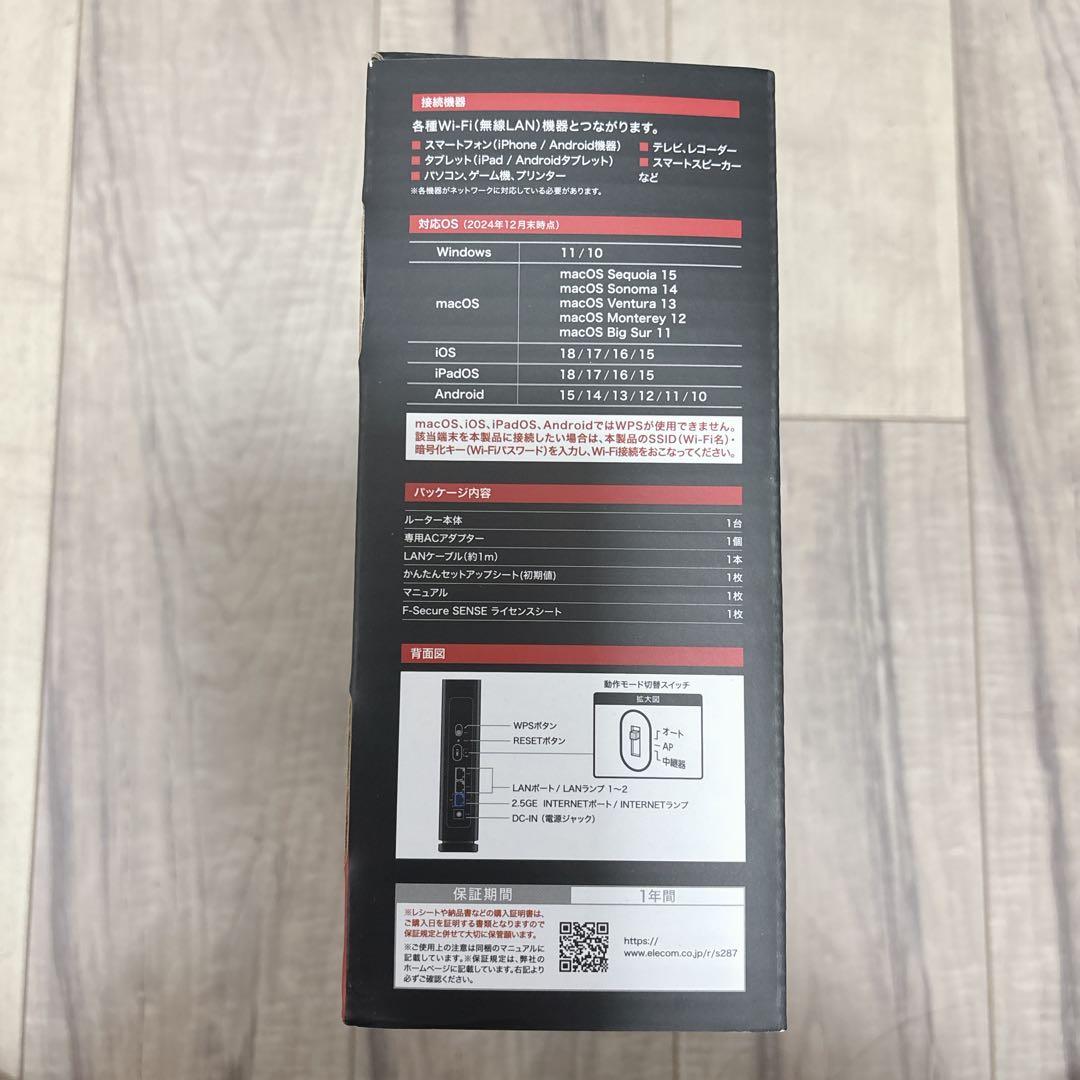 接続機器
各種Wi-Fi(無線LAN)機器とつながります。
■ スマートフォン(iPhone / Android機器)
■ タブレット(iPad / Androidタブレット)
■ パソコン、ゲーム機、プリンター
■ テレビ、レコーダー
■ スマートスピーカー
など
※各機器がネットワークに対応している必要があります。
対応OS (2024年12月末時点)
Windows 11/10
macOS
macOS Sequoia 15
macOS Sonoma 14
macOS Ventura 13
macOS Monterey 12
macOS Big Sur 11
iOS 18/17/16/15
iPadOS 18/17/16/15
Android 15/14/13/12/11/10
macOS、iOS、iPadOS、AndroidではWPSが使用できません。
該当端末を本製品に接続したい場合は、本製品のSSID(Wi-Fi名)・
暗号化キー(Wi-Fiパスワード)を入力し、Wi-Fi接続をおこなってください。
パッケージ内容
ルーター本体 1台
専用ACアダプター 1個
LANケーブル(約1m) 1本
かんたんセットアップシート(初期値) 1枚
マニュアル 1枚
F-Secure SENSE ライセンスシート 1枚
背面図
動作モード切替スイッチ
拡大図
オート
AP
中継器
WPSボタン
RESETボタン
LANポート/ LANランプ 1～2
2.5GE INTERNETポート/ INTERNETランプ
DC-IN (電源ジャック)
保証期間 1年間
※レシートや納品書などの購入証明書は、
ご購入日を証明する書類となりますので
保証規定と併せて大切に保管願います。
※ご使用上の注意は同梱のマニュアルに
記載しています。※保証規定は、弊社の
ホームページに記載しています。右記より
必ずご確認ください。
https://
www.elecom.co.jp/r/s287